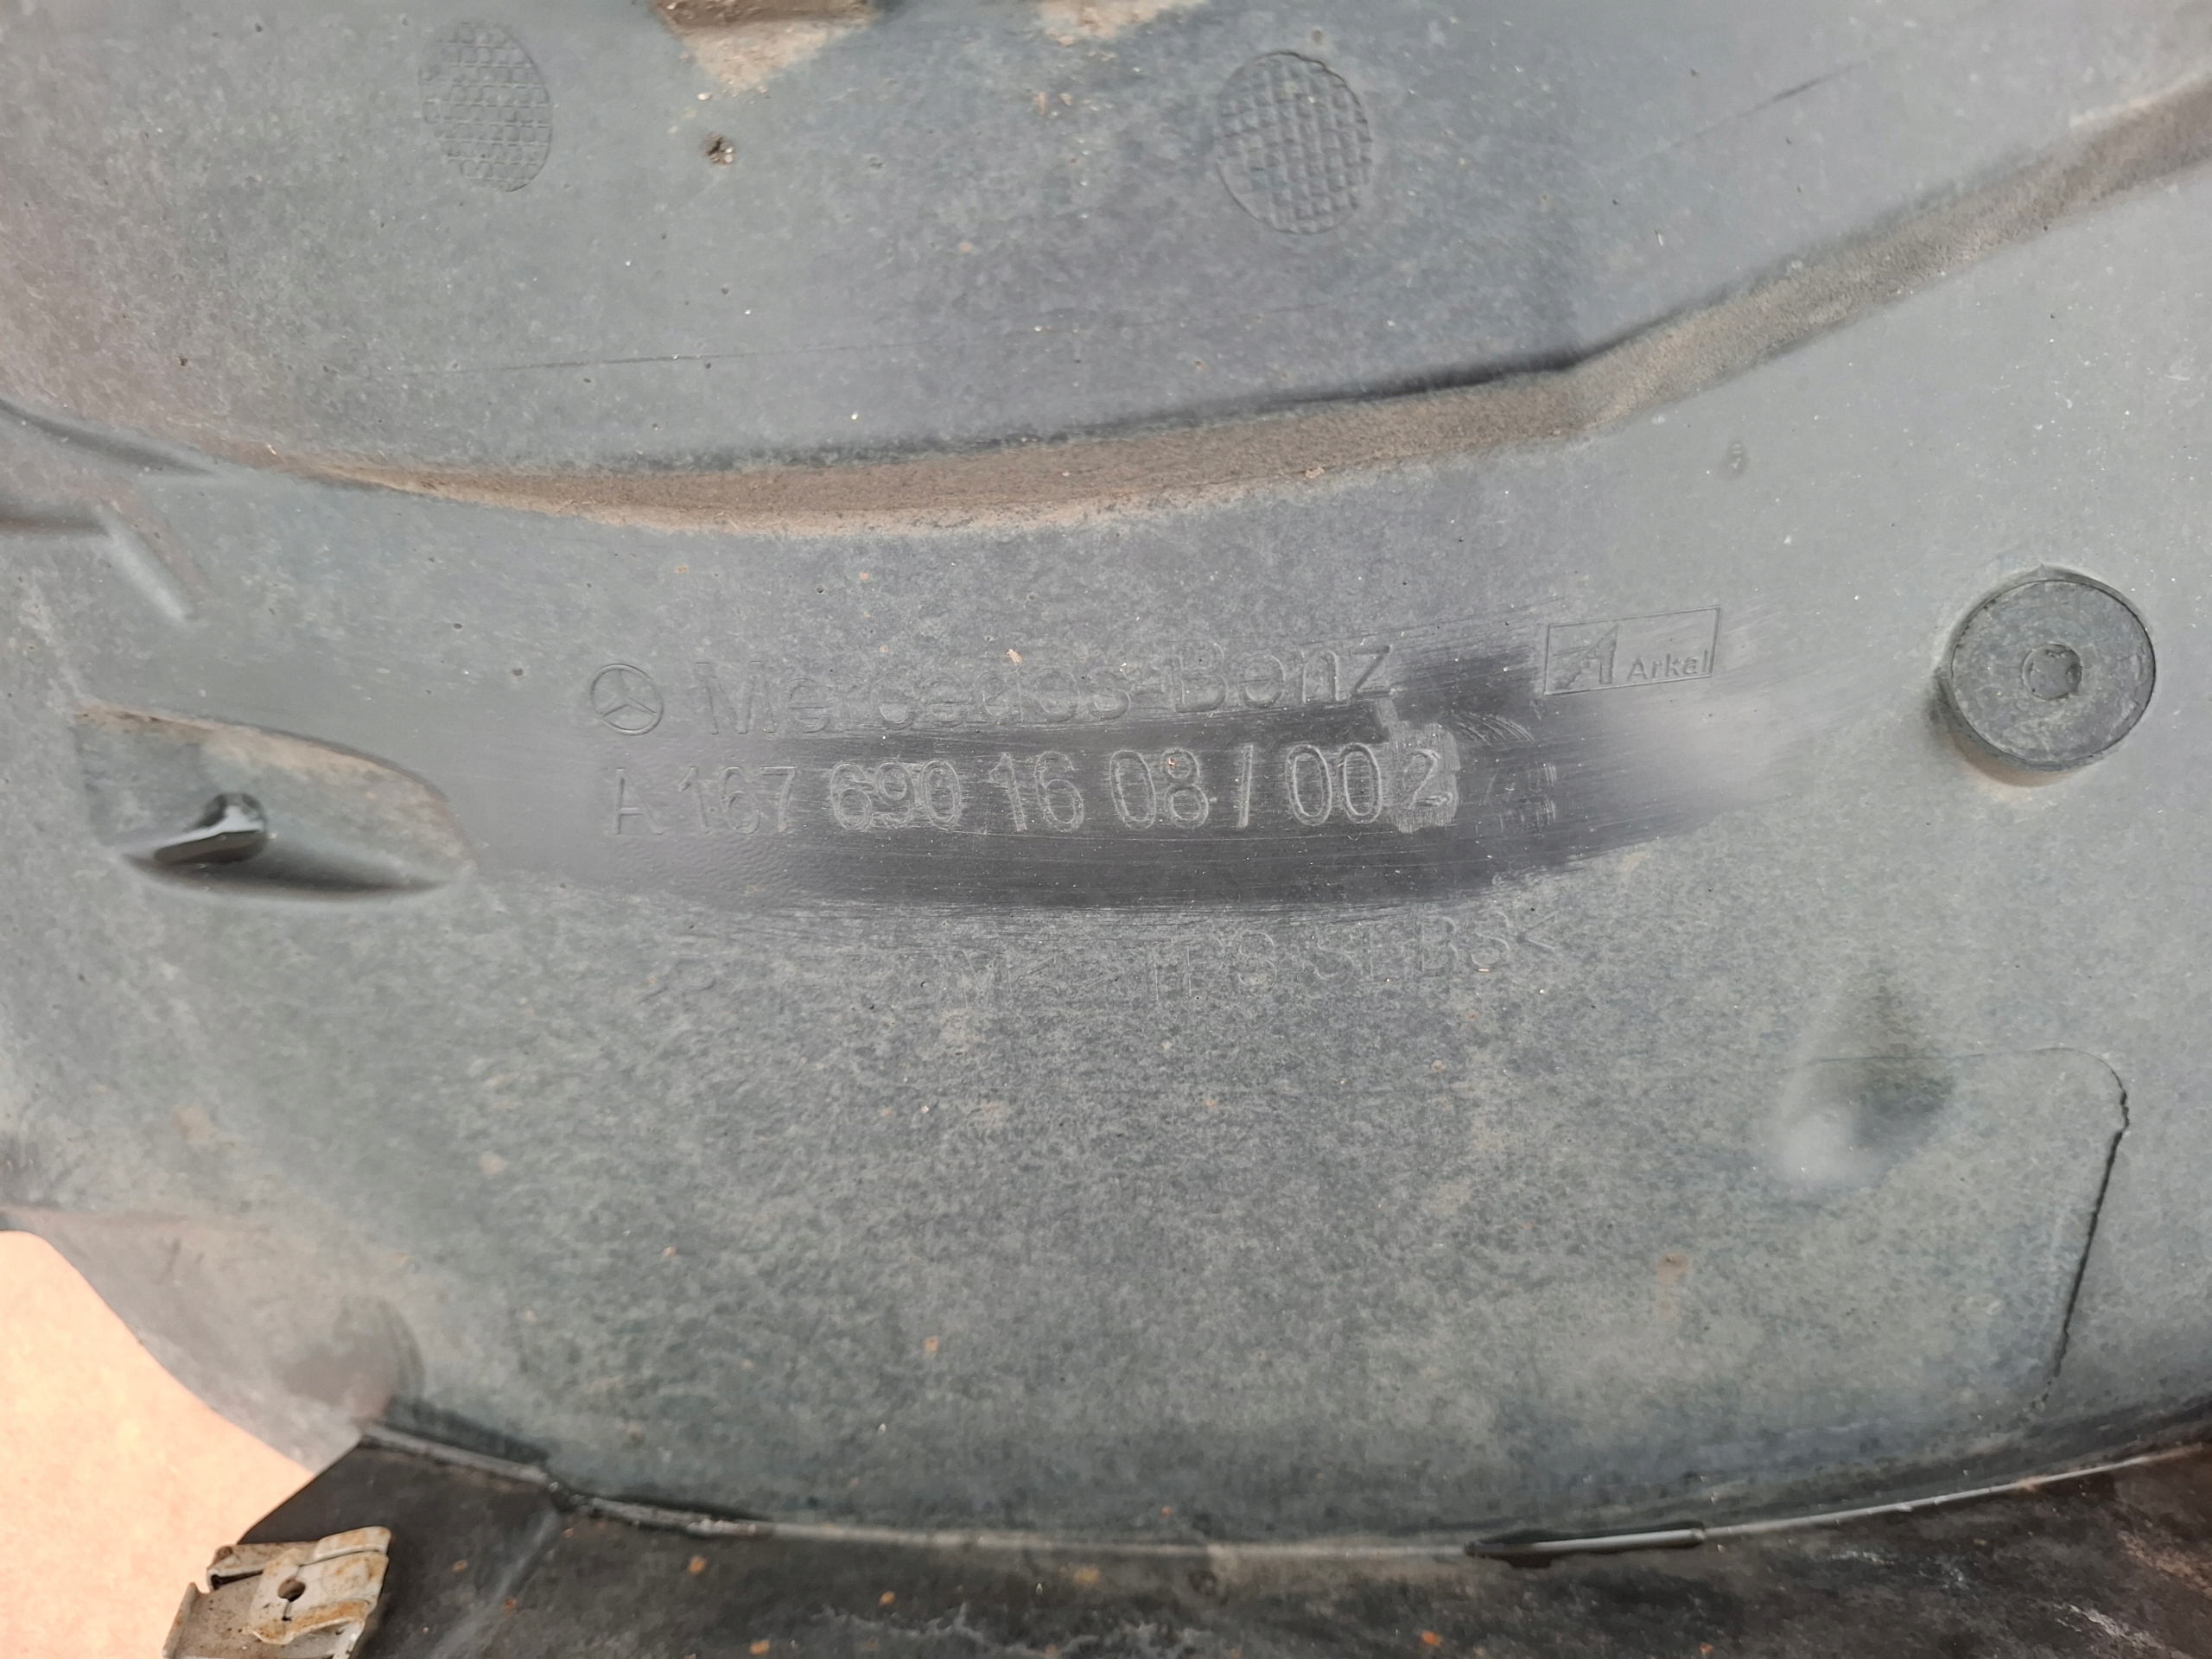 Mercedes-Benz
Arkal
A 167 690 16 08 / 002